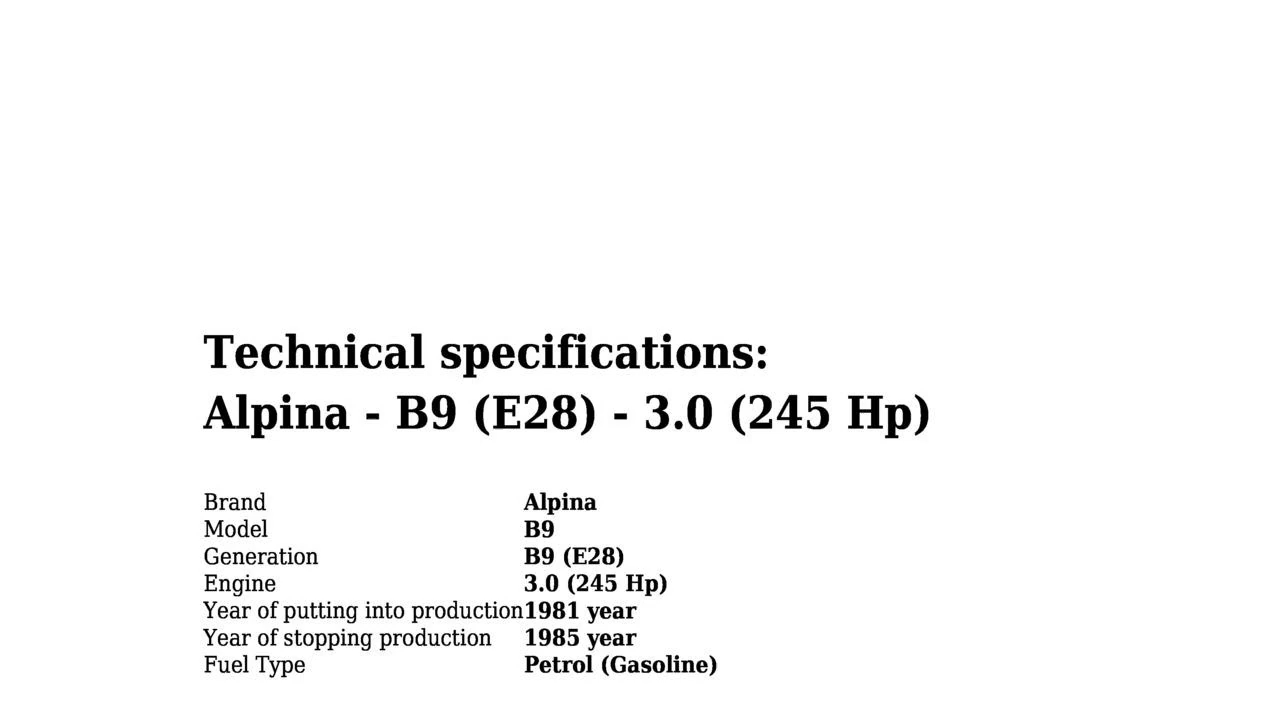 Technical specifications:
Alpina - B9 (E28) - 3.0 (245 Hp)
Brand Alpina
Model B9
Generation B9 (E28)
Engine 3.0 (245 Hp)
Year of putting into production 1981 year
Year of stopping production 1985 year
Fuel Type Petrol (Gasoline)